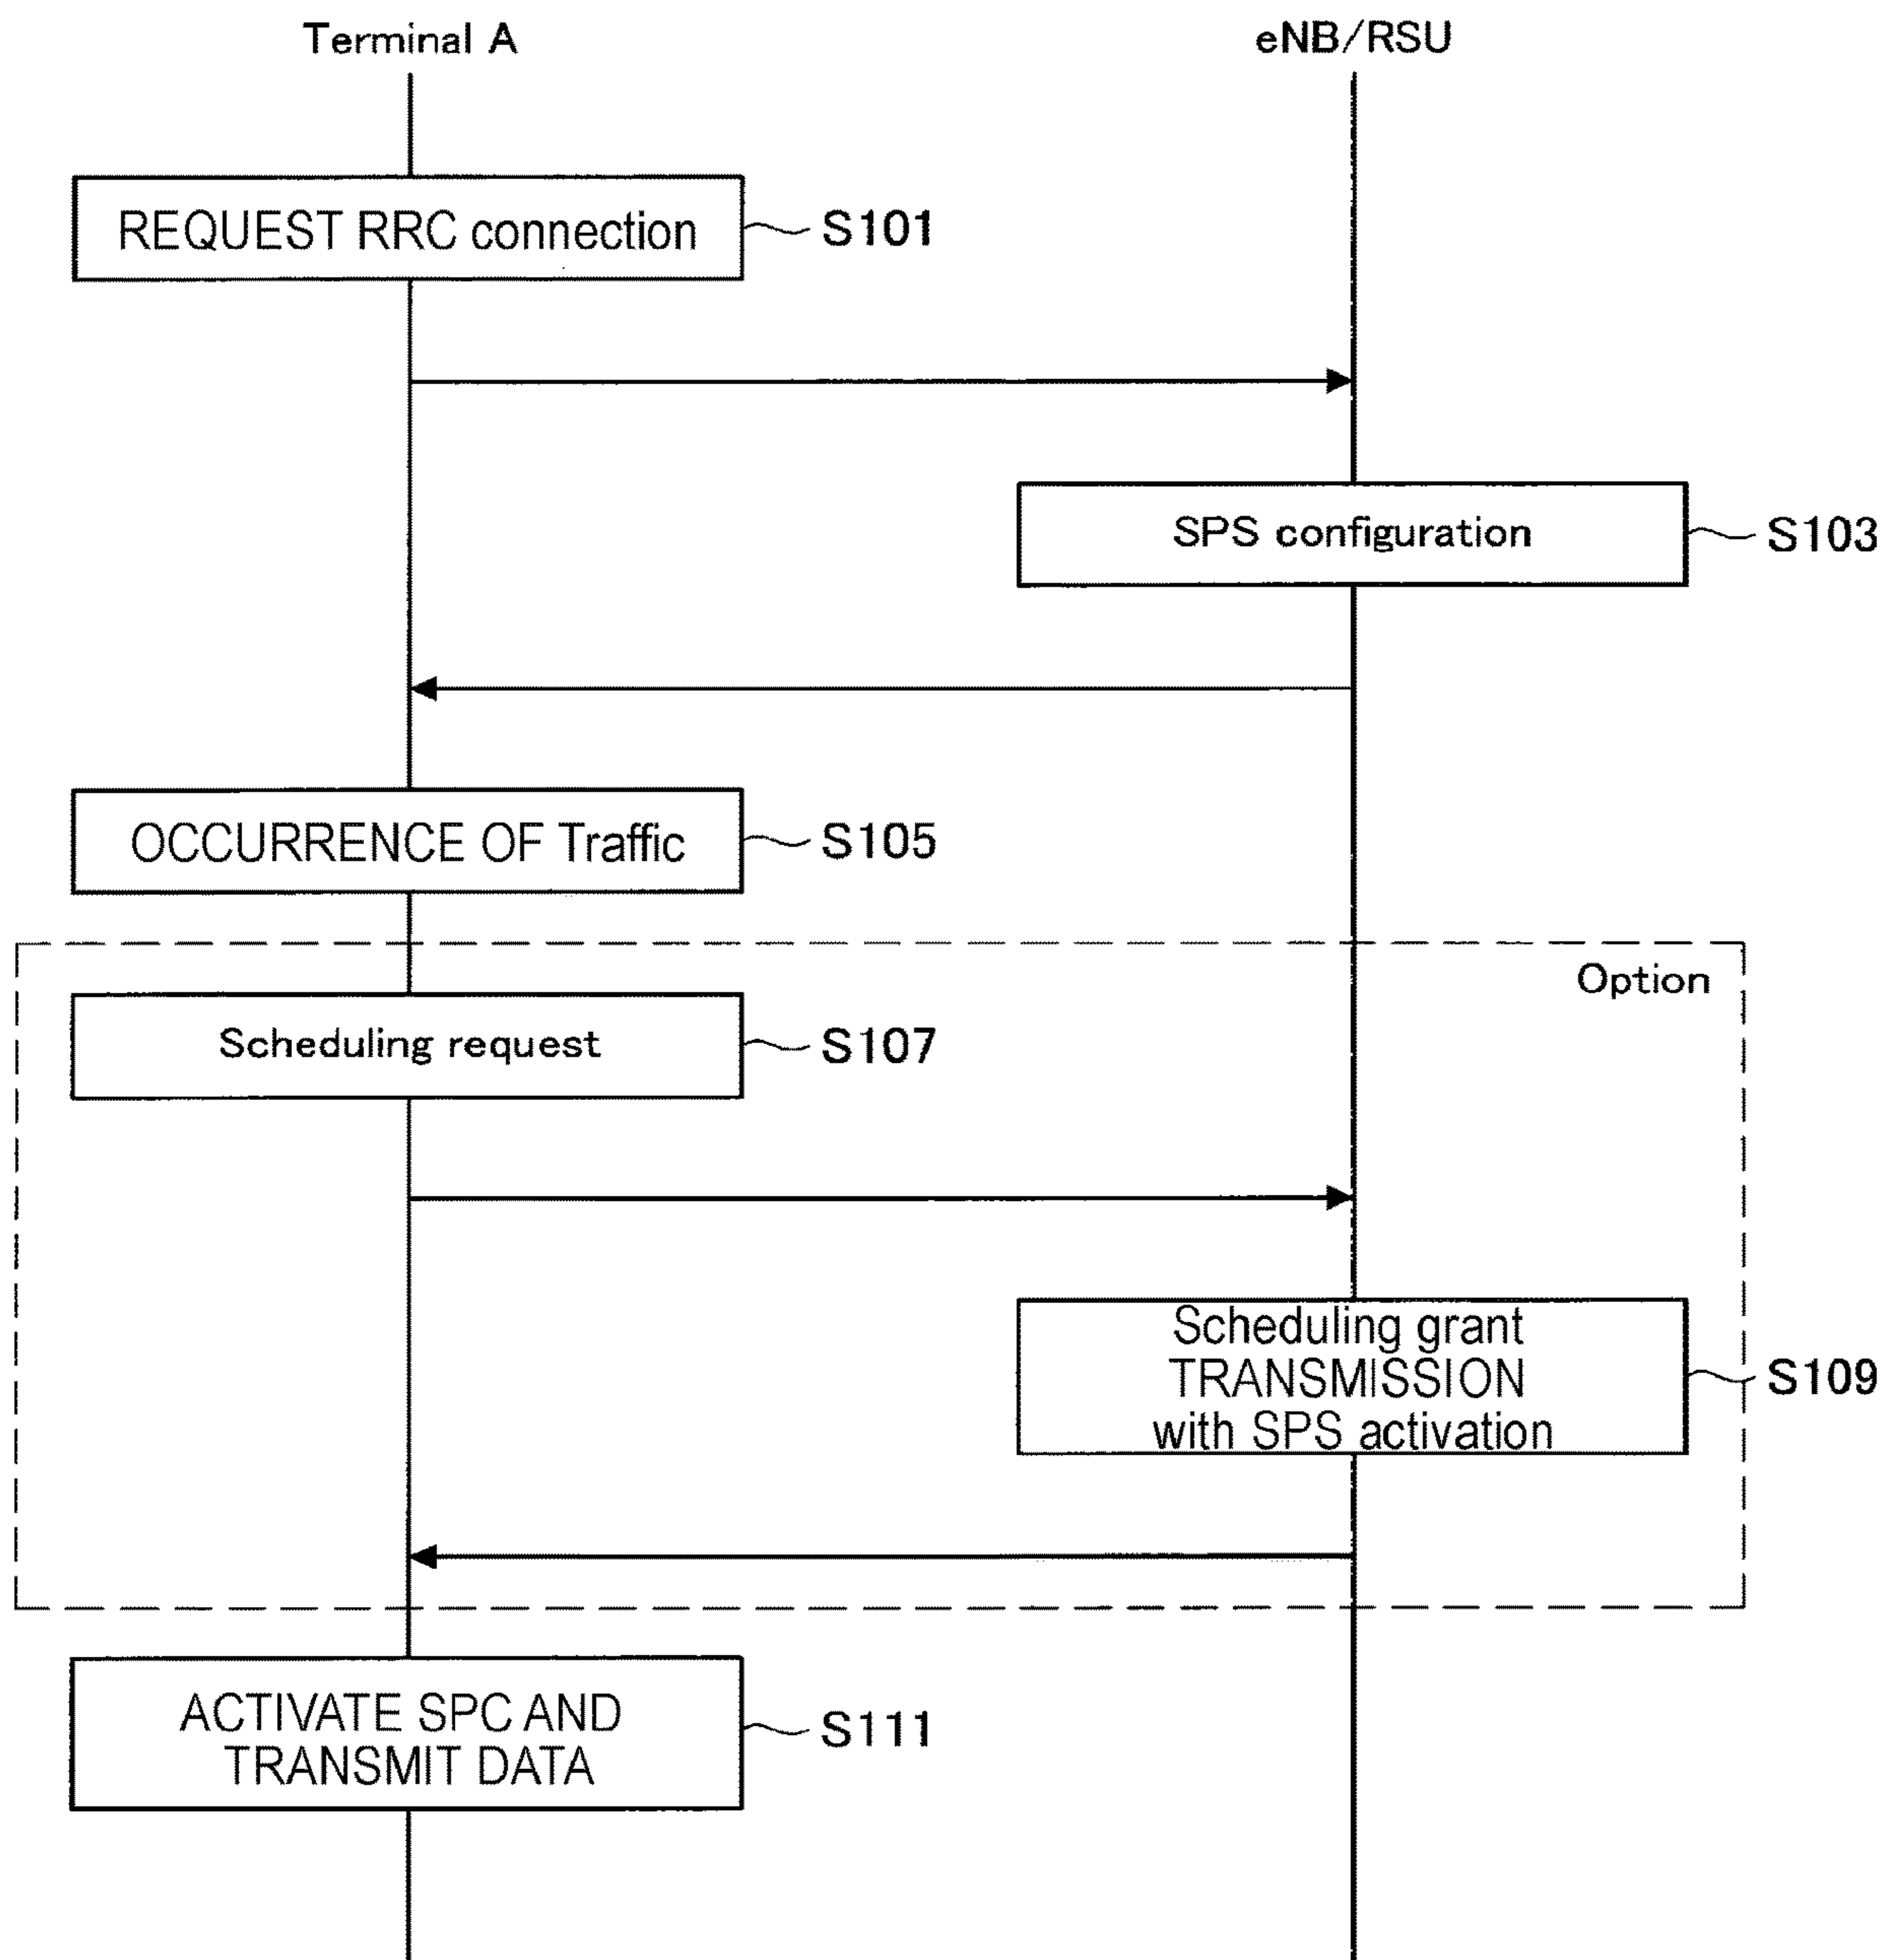 Terminal A
eNB/RSU
REQUEST RRC connection
S101
SPS configuration
S103
OCCURRENCE OF Traffic
S105
Option
Scheduling request
S107
Scheduling grant
TRANSMISSION
with SPS activation
S109
ACTIVATE SPC AND
TRANSMIT DATA
S111